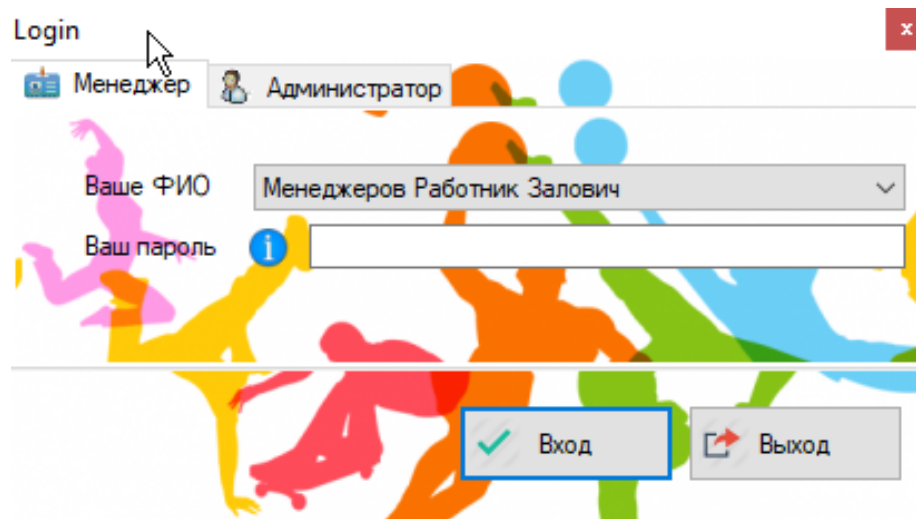 Login
x
Менеджер
Администратор
Ваше ФИО
Менеджеров Работник Залович
Ваш пароль
i
Вход
Выход